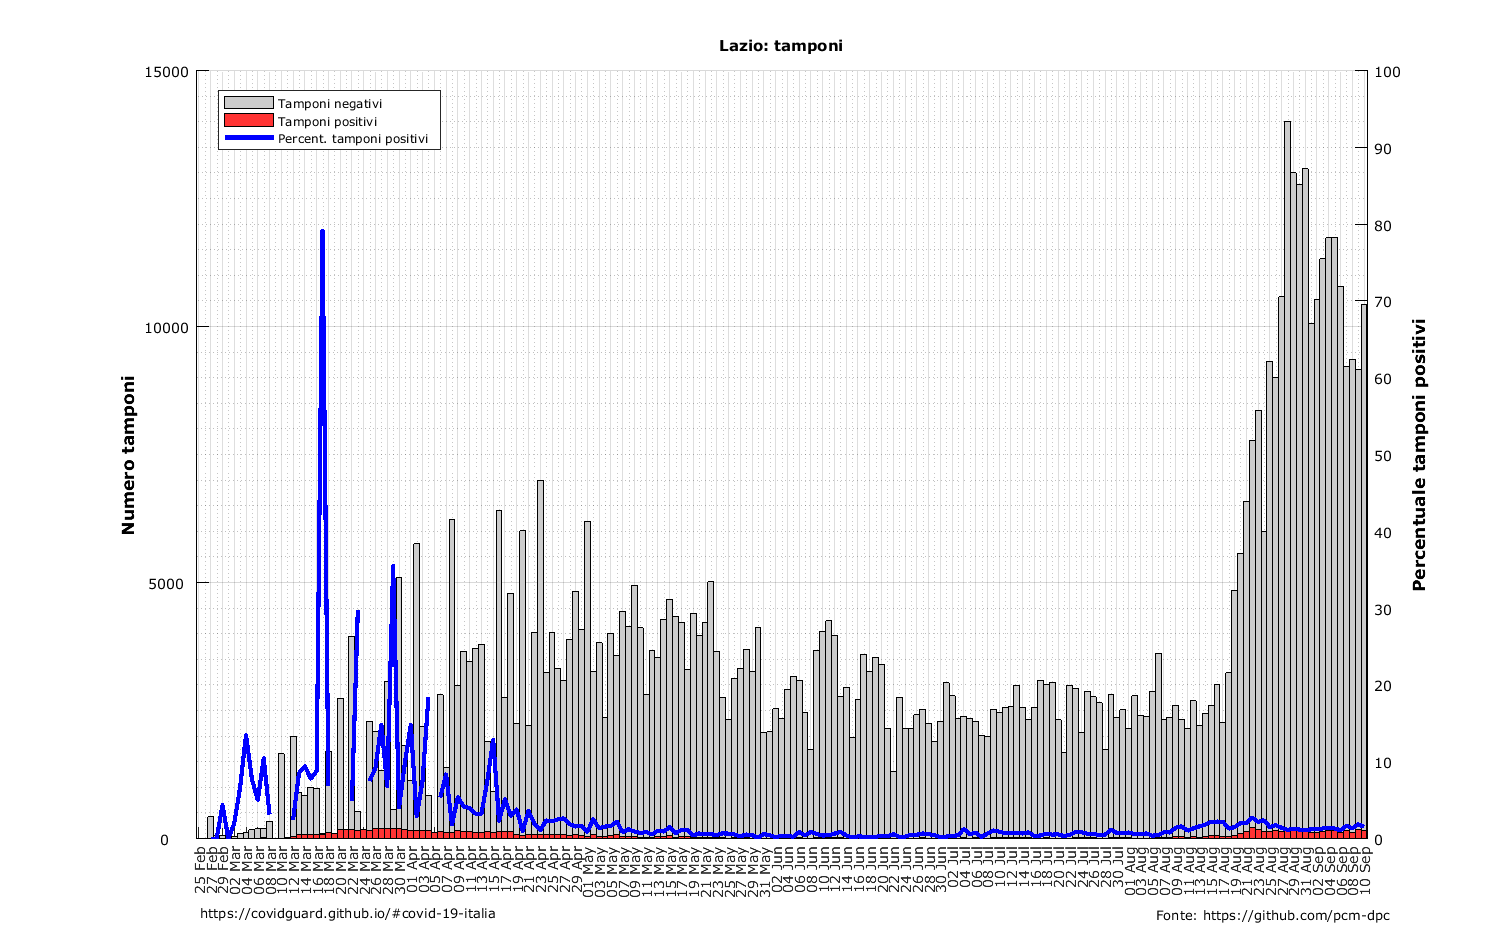 Lazio: tamponi
15000
10000
5000
0
Numero tamponi
Tamponi negativi
Tamponi positivi
Percent. tamponi positivi
100
90
80
70
60
50
40
30
20
10
0
Percentuale tamponi positivi
25 Feb
27 Feb
29 Feb
02 Mar
04 Mar
06 Mar
08 Mar
10 Mar
12 Mar
14 Mar
16 Mar
18 Mar
20 Mar
22 Mar
24 Mar
26 Mar
28 Mar
30 Mar
01 Apr
03 Apr
05 Apr
07 Apr
09 Apr
11 Apr
13 Apr
15 Apr
17 Apr
19 Apr
21 Apr
23 Apr
25 Apr
27 Apr
29 Apr
01 May
03 May
05 May
07 May
09 May
11 May
13 May
15 May
17 May
19 May
21 May
23 May
25 May
27 May
29 May
31 May
02 Jun
04 Jun
06 Jun
08 Jun
10 Jun
12 Jun
14 Jun
16 Jun
18 Jun
20 Jun
22 Jun
24 Jun
26 Jun
28 Jun
30 Jun
02 Jul
04 Jul
06 Jul
08 Jul
10 Jul
12 Jul
14 Jul
16 Jul
18 Jul
20 Jul
22 Jul
24 Jul
26 Jul
28 Jul
30 Jul
01 Aug
03 Aug
05 Aug
07 Aug
09 Aug
11 Aug
13 Aug
15 Aug
17 Aug
19 Aug
21 Aug
23 Aug
25 Aug
27 Aug
29 Aug
31 Aug
02 Sep
04 Sep
06 Sep
08 Sep
10 Sep
https://covidguard.github.io/#covid-19-italia
Fonte: https://github.com/pcm-dpc